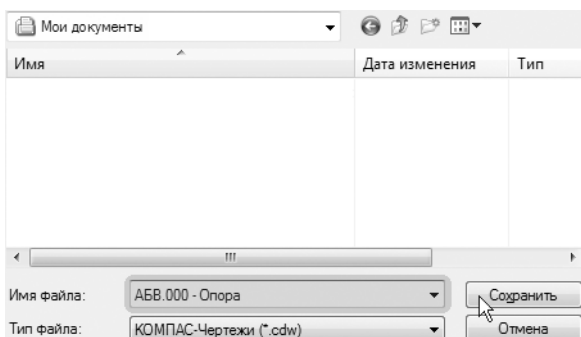 Мои документы
Имя Дата изменения Тип
Имя файла: АБВ.000 - Опора Сохранить
Тип файла: КОМПАС-Чертежи (*.cdw) Отмена